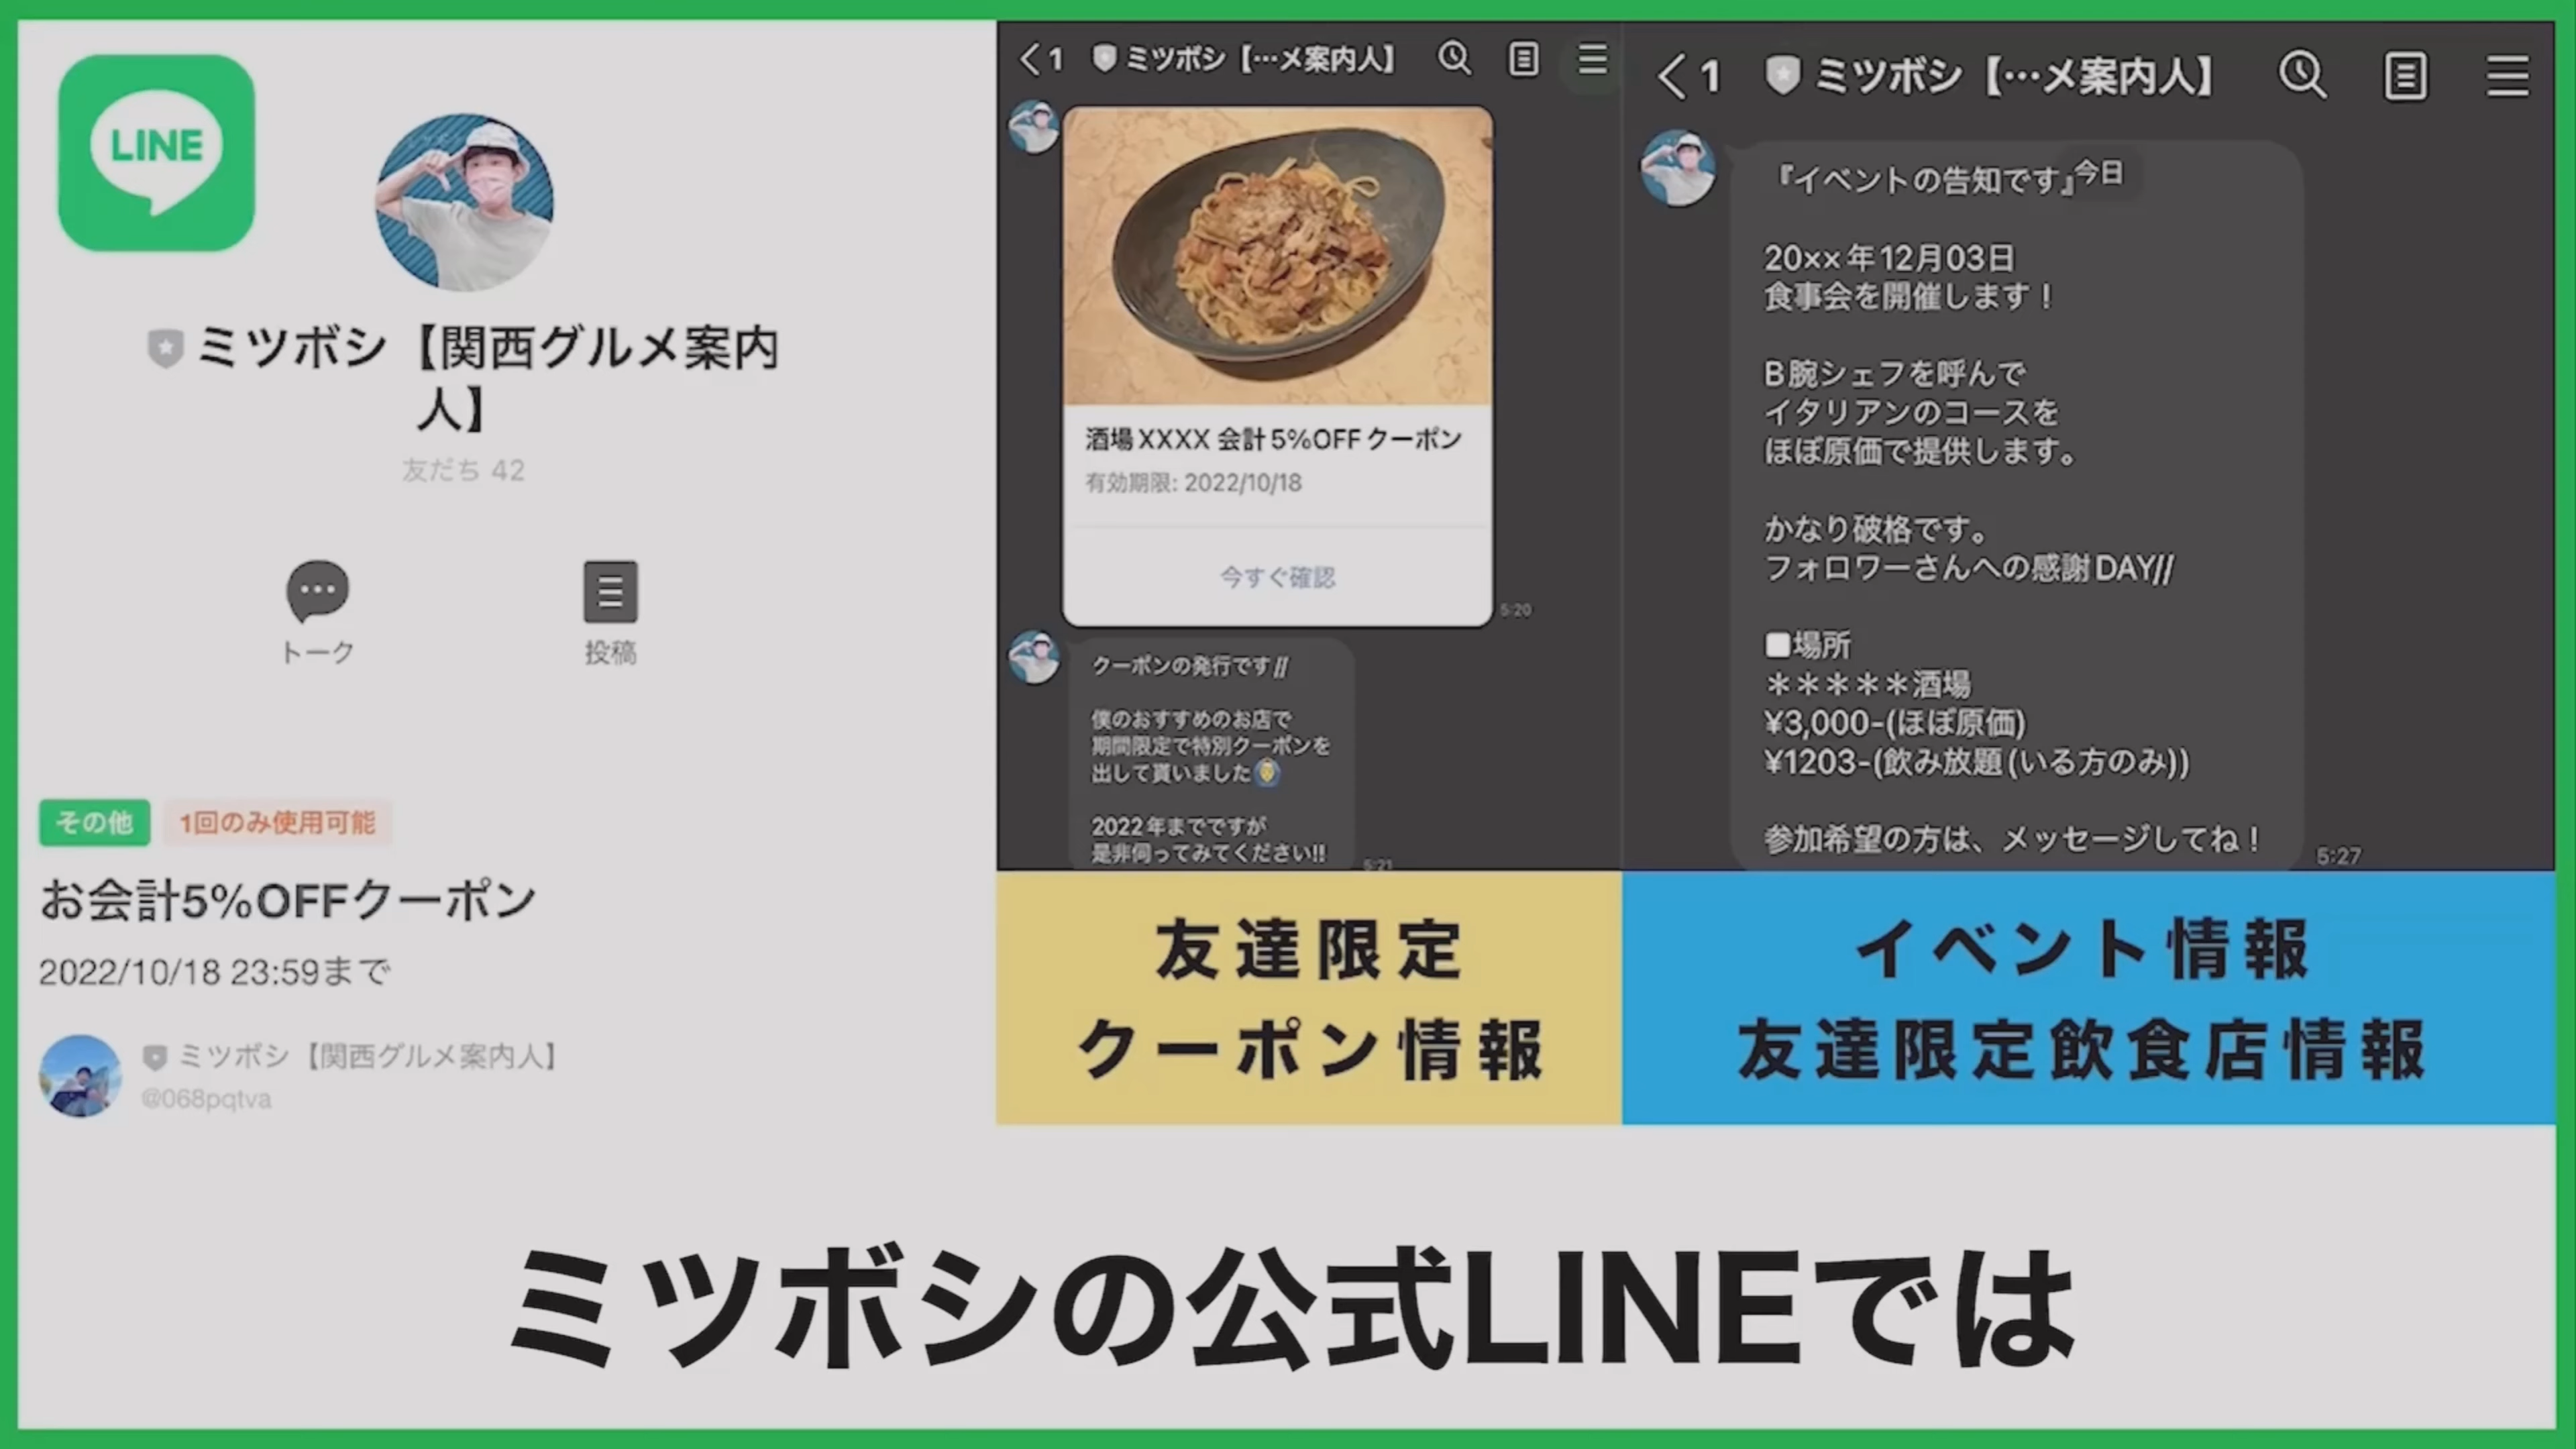 LINE
ミツボシ【関西グルメ案内
人】
友だち 42
トーク
投稿
その他
1回のみ使用可能
お会計5%OFFクーポン
2022/10/18 23:59まで
ミツボシ【関西グルメ案内人】
@068pqtva
1 ミツボシ【…メ案内人】
酒場XXXX 会計5%OFFクーポン
有効期限: 2022/10/18
今すぐ確認
5:20
クーポンの発行です//
僕のおすすめのお店で
期間限定で特別クーポンを
出して貰いました
2022年までですが
是非伺ってみてください!!
5:21
友達限定
クーポン情報
1 ミツボシ【…メ案内人】
『イベントの告知です』
今日
20××年12月03日
食事会を開催します！
B腕シェフを呼んで
イタリアンのコースを
ほぼ原価で提供します。
かなり破格です。
フォロワーさんへの感謝DAY//
■場所
＊＊＊＊＊酒場
¥3,000-(ほぼ原価)
¥1203-(飲み放題(いる方のみ))
参加希望の方は、メッセージしてね！
5:27
イベント情報
友達限定飲食店情報
ミツボシの公式LINEでは